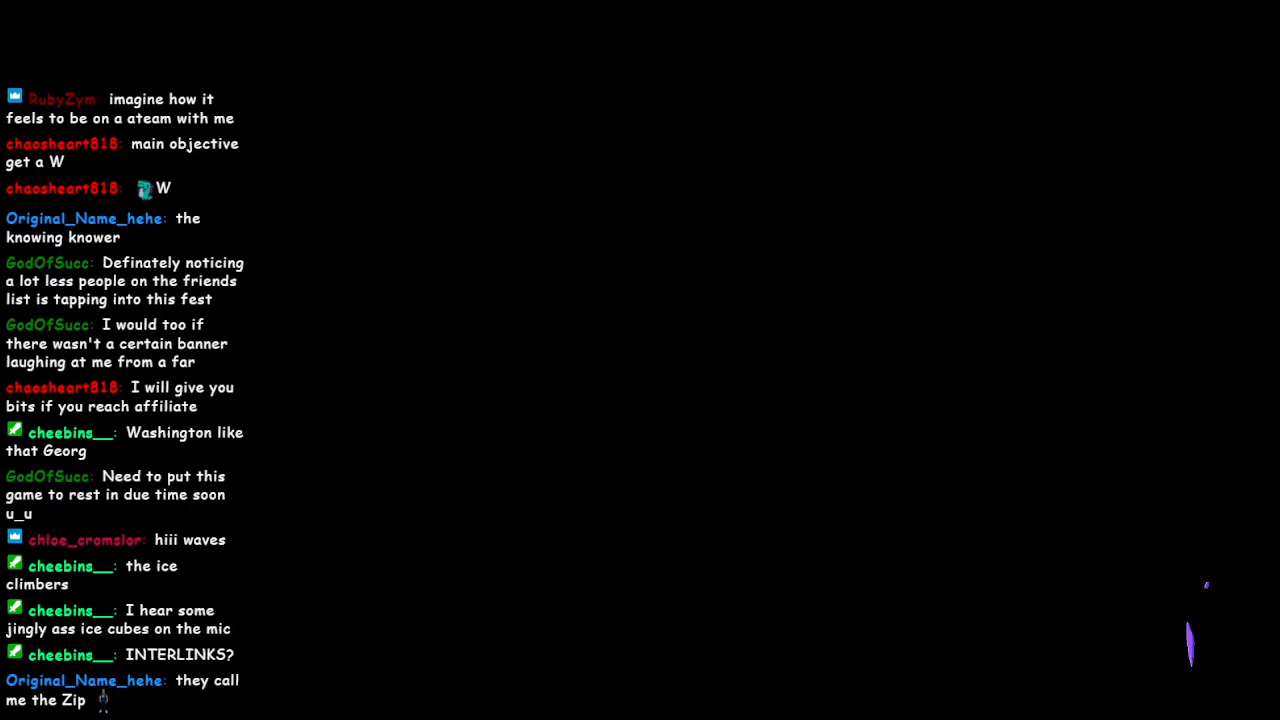 RubyZym: imagine how it
feels to be on a ateam with me
chaosheart818: main objective
get a W
chaosheart818: W
Original_Name_hehe: the
knowing knower
GodOfSucc: Definately noticing
a lot less people on the friends
list is tapping into this fest
GodOfSucc: I would too if
there wasn't a certain banner
laughing at me from a far
chaosheart818: I will give you
bits if you reach affiliate
cheebins__: Washington like
that Georg
GodOfSucc: Need to put this
game to rest in due time soon
u_u
chloe_cromslor: hiii waves
cheebins__: the ice
climbers
cheebins__: I hear some
jingly ass ice cubes on the mic
cheebins__: INTERLINKS?
Original_Name_hehe: they call
me the Zip